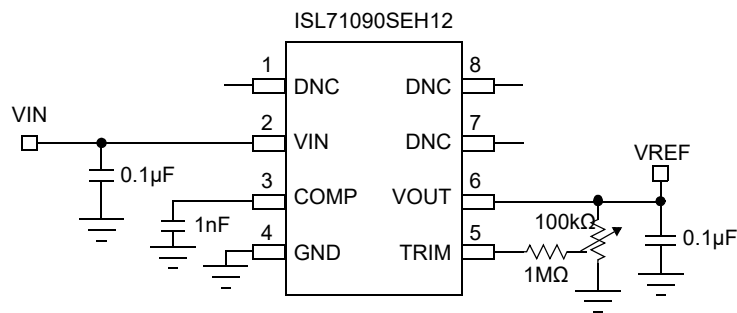 ISL71090SEH12
1
DNC
8
DNC
VIN
2
VIN
7
DNC
VREF
0.1µF
3
COMP
6
VOUT
1nF
100kΩ
0.1µF
4
GND
5
TRIM
1MΩ